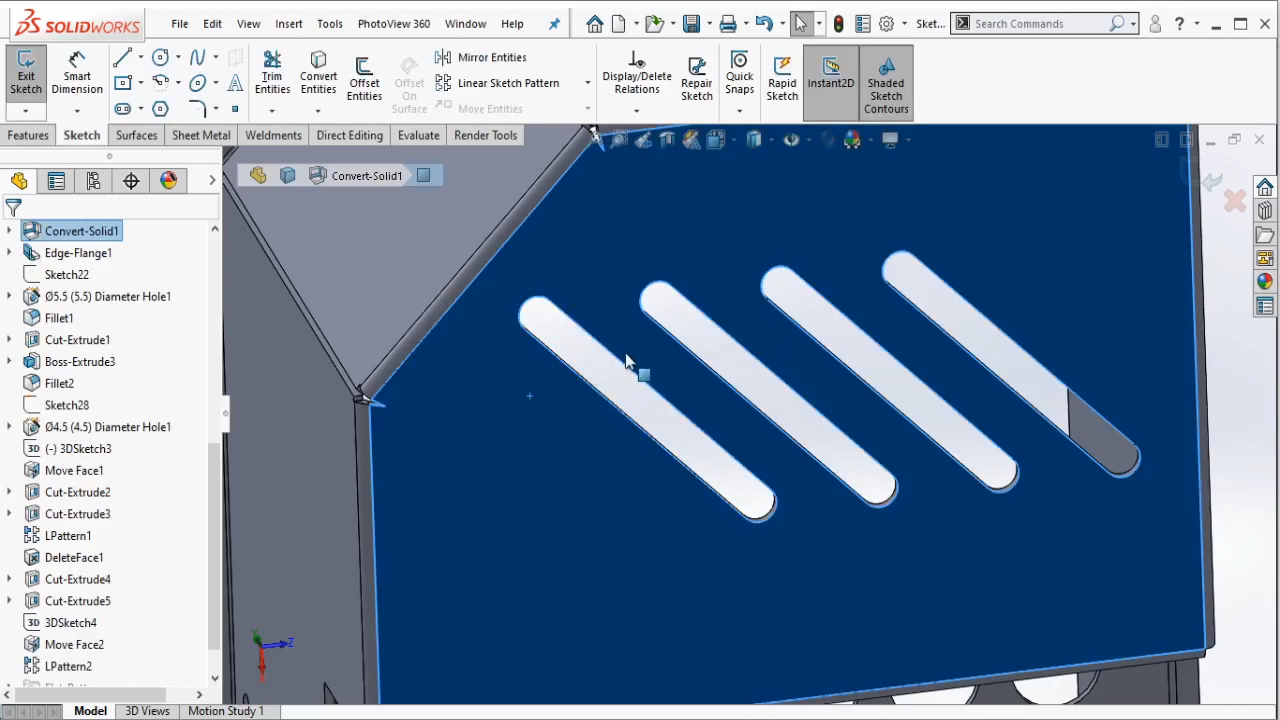 SOLIDWORKS File Edit View Insert Tools PhotoView 360 Window Help Sket... Search Commands
Exit Sketch
Smart Dimension
Trim Entities
Convert Entities
Offset Entities
Offset On Surface
Mirror Entities
Linear Sketch Pattern
Move Entities
Display/Delete Relations
Repair Sketch
Quick Snaps
Rapid Sketch
Instant2D
Shaded Sketch Contours
Features Sketch Surfaces Sheet Metal Weldments Direct Editing Evaluate Render Tools
Convert-Solid1
Convert-Solid1
Edge-Flange1
Sketch22
Ø5.5 (5.5) Diameter Hole1
Fillet1
Cut-Extrude1
Boss-Extrude3
Fillet2
Sketch28
Ø4.5 (4.5) Diameter Hole1
3D (-) 3DSketch3
Move Face1
Cut-Extrude2
Cut-Extrude3
LPattern1
DeleteFace1
Cut-Extrude4
Cut-Extrude5
3D 3DSketch4
Move Face2
LPattern2
Y
Z
Model 3D Views Motion Study 1